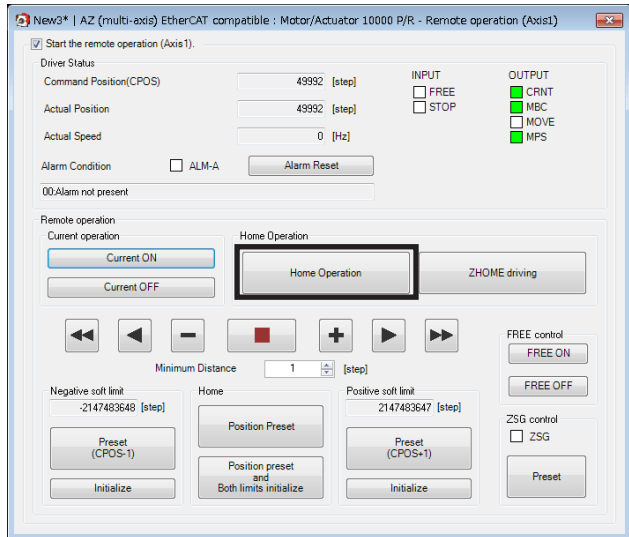 New3* | AZ (multi-axis) EtherCAT compatible : Motor/Actuator 10000 P/R - Remote operation (Axis1)
Start the remote operation (Axis1).
Driver Status
Command Position(CPOS)
49992 [step]
Actual Position
49992 [step]
Actual Speed
0 [Hz]
INPUT
FREE
STOP
OUTPUT
CRNT
MBC
MOVE
MPS
Alarm Condition
ALM-A
Alarm Reset
00:Alarm not present
Remote operation
Current operation
Current ON
Current OFF
Home Operation
Home Operation
ZHOME driving
Minimum Distance
1 [step]
FREE control
FREE ON
FREE OFF
Negative soft limit
-2147483648 [step]
Preset
(CPOS-1)
Initialize
Home
Position Preset
Position preset
and
Both limits initialize
Positive soft limit
2147483647 [step]
Preset
(CPOS+1)
Initialize
ZSG control
ZSG
Preset